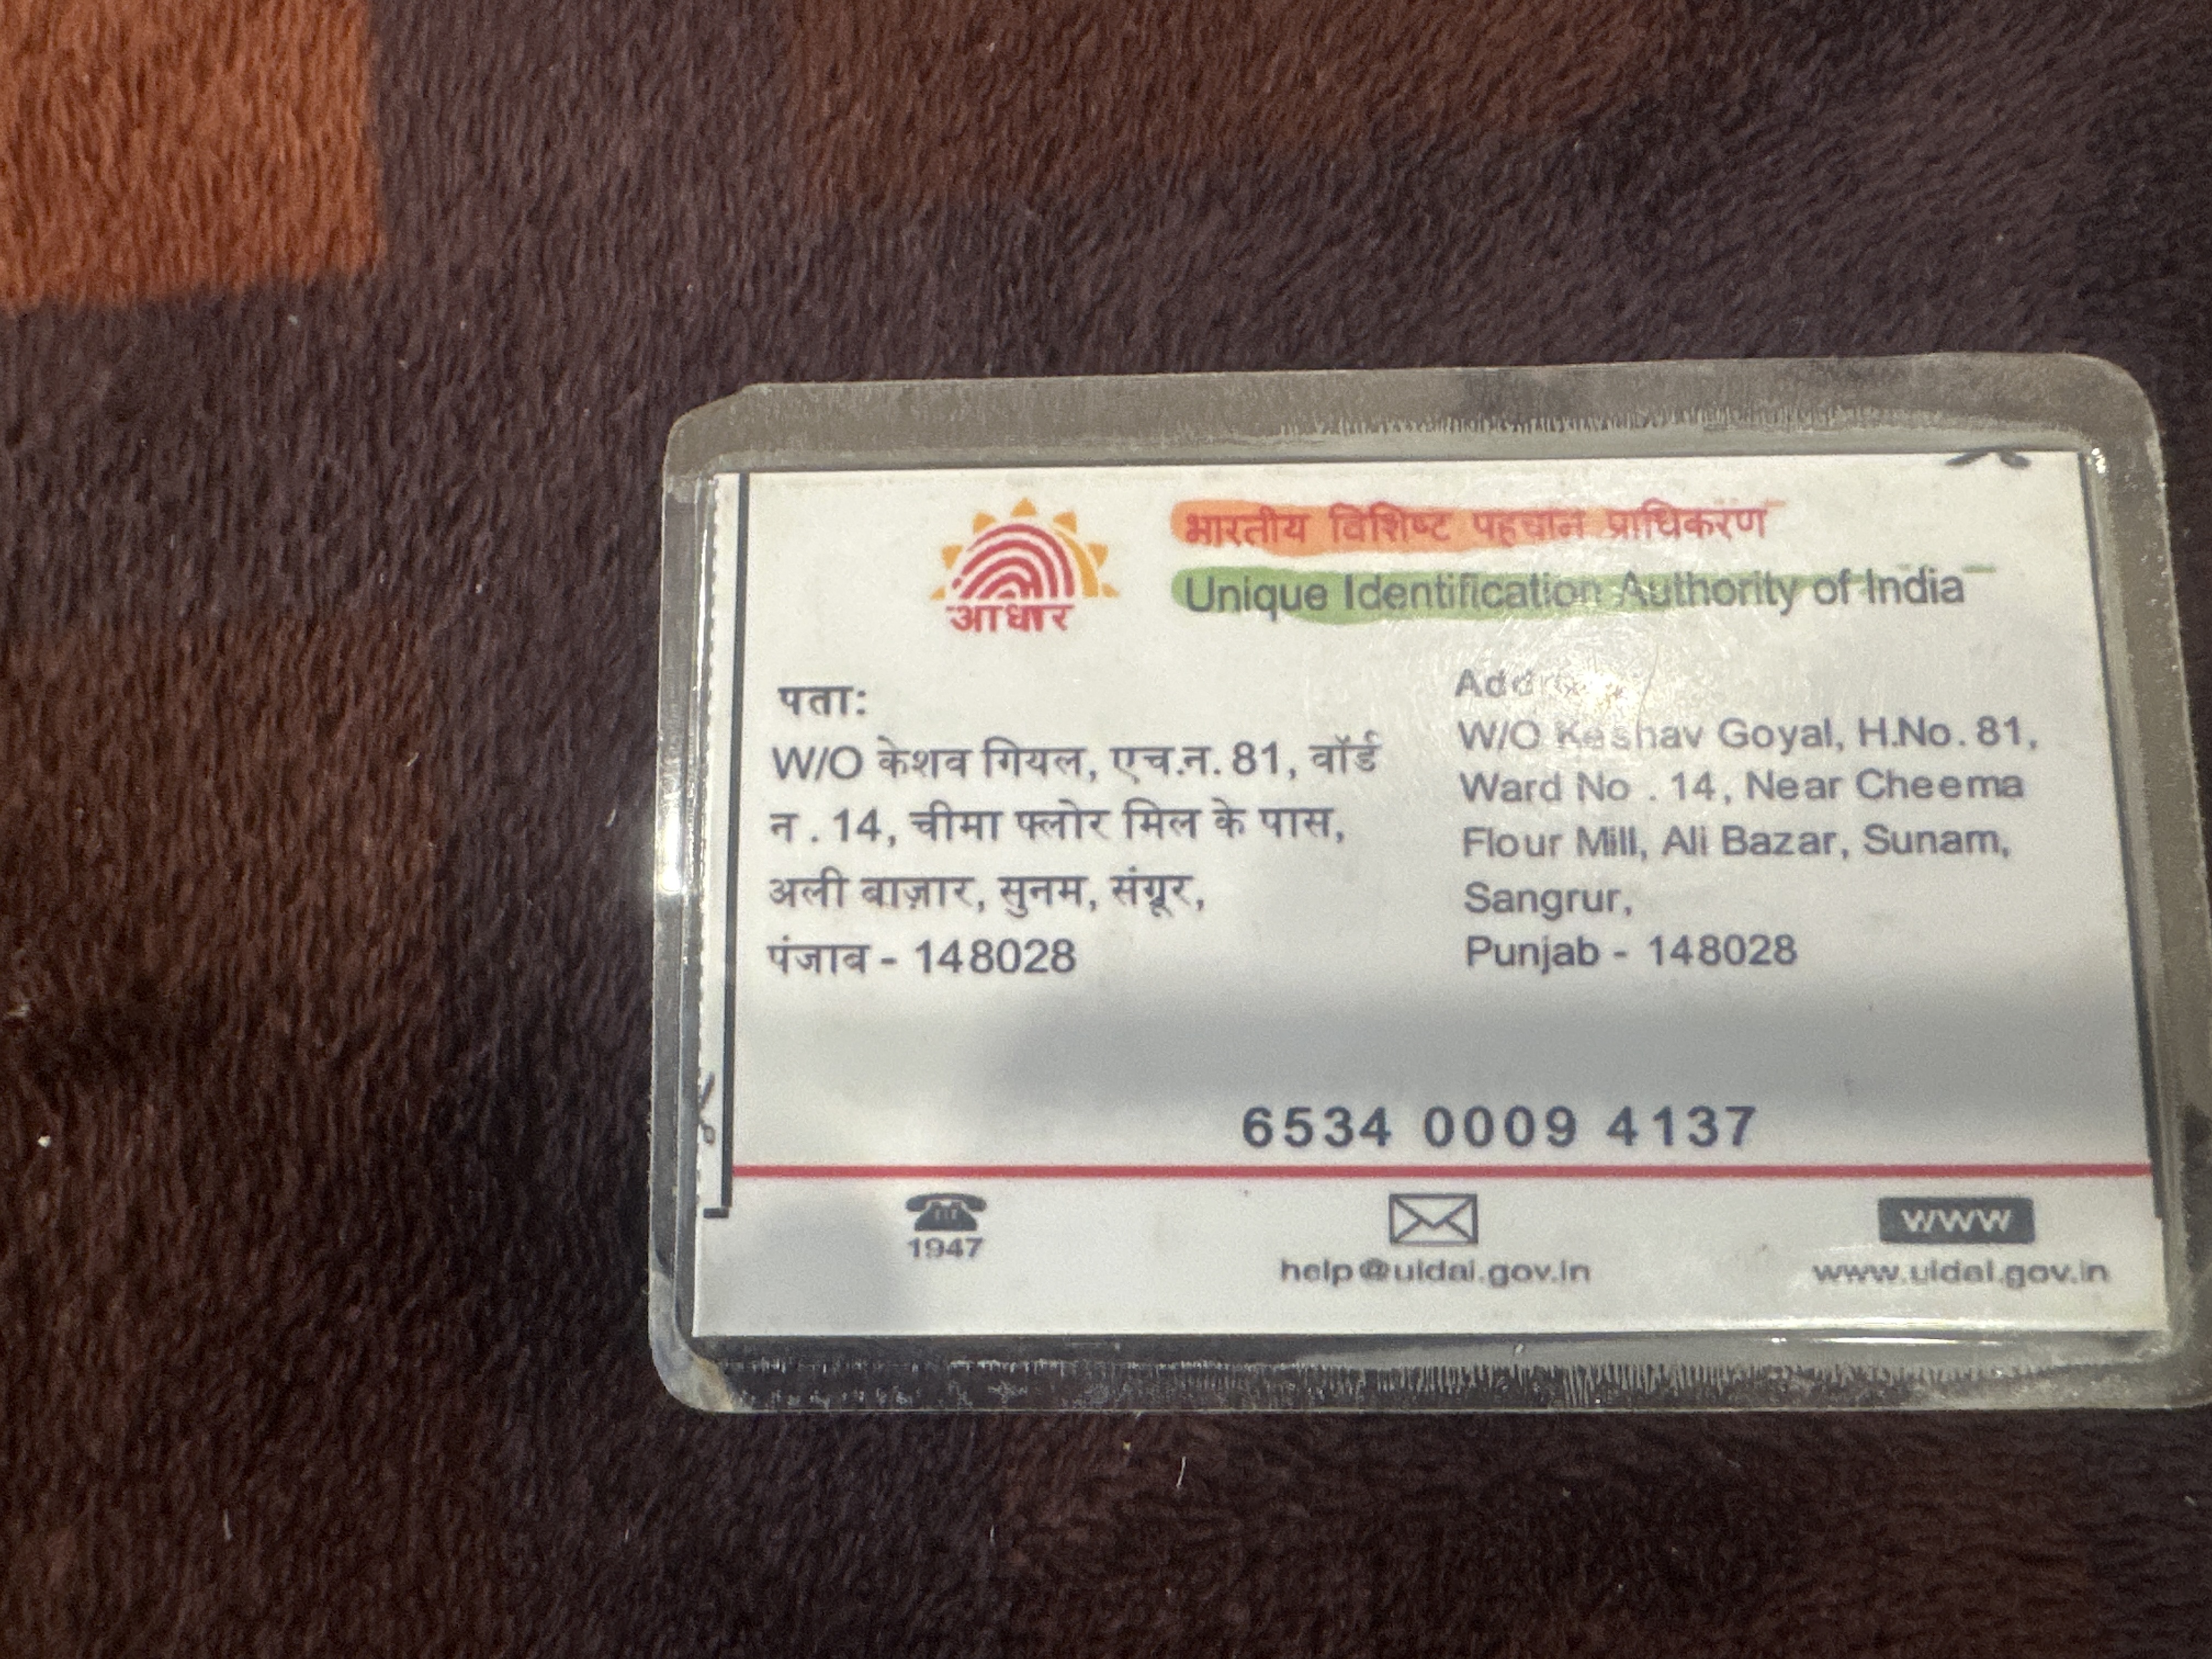 आधार
भारतीय विशिष्ट पहचान प्राधिकरण
Unique Identification Authority of India
पता:
W/O केशव गियल, एच.न. 81, वॉर्ड
न . 14, चीमा फ्लोर मिल के पास,
अली बाज़ार, सुनम, संग्रूर,
पंजाब - 148028
W/O Keshav Goyal, H.No. 81,
Ward No . 14, Near Cheema
Flour Mill, Ali Bazar, Sunam,
Sangrur,
Punjab - 148028
6534 0009 4137
1947
help@uidai.gov.in
WWW
www.uidai.gov.in